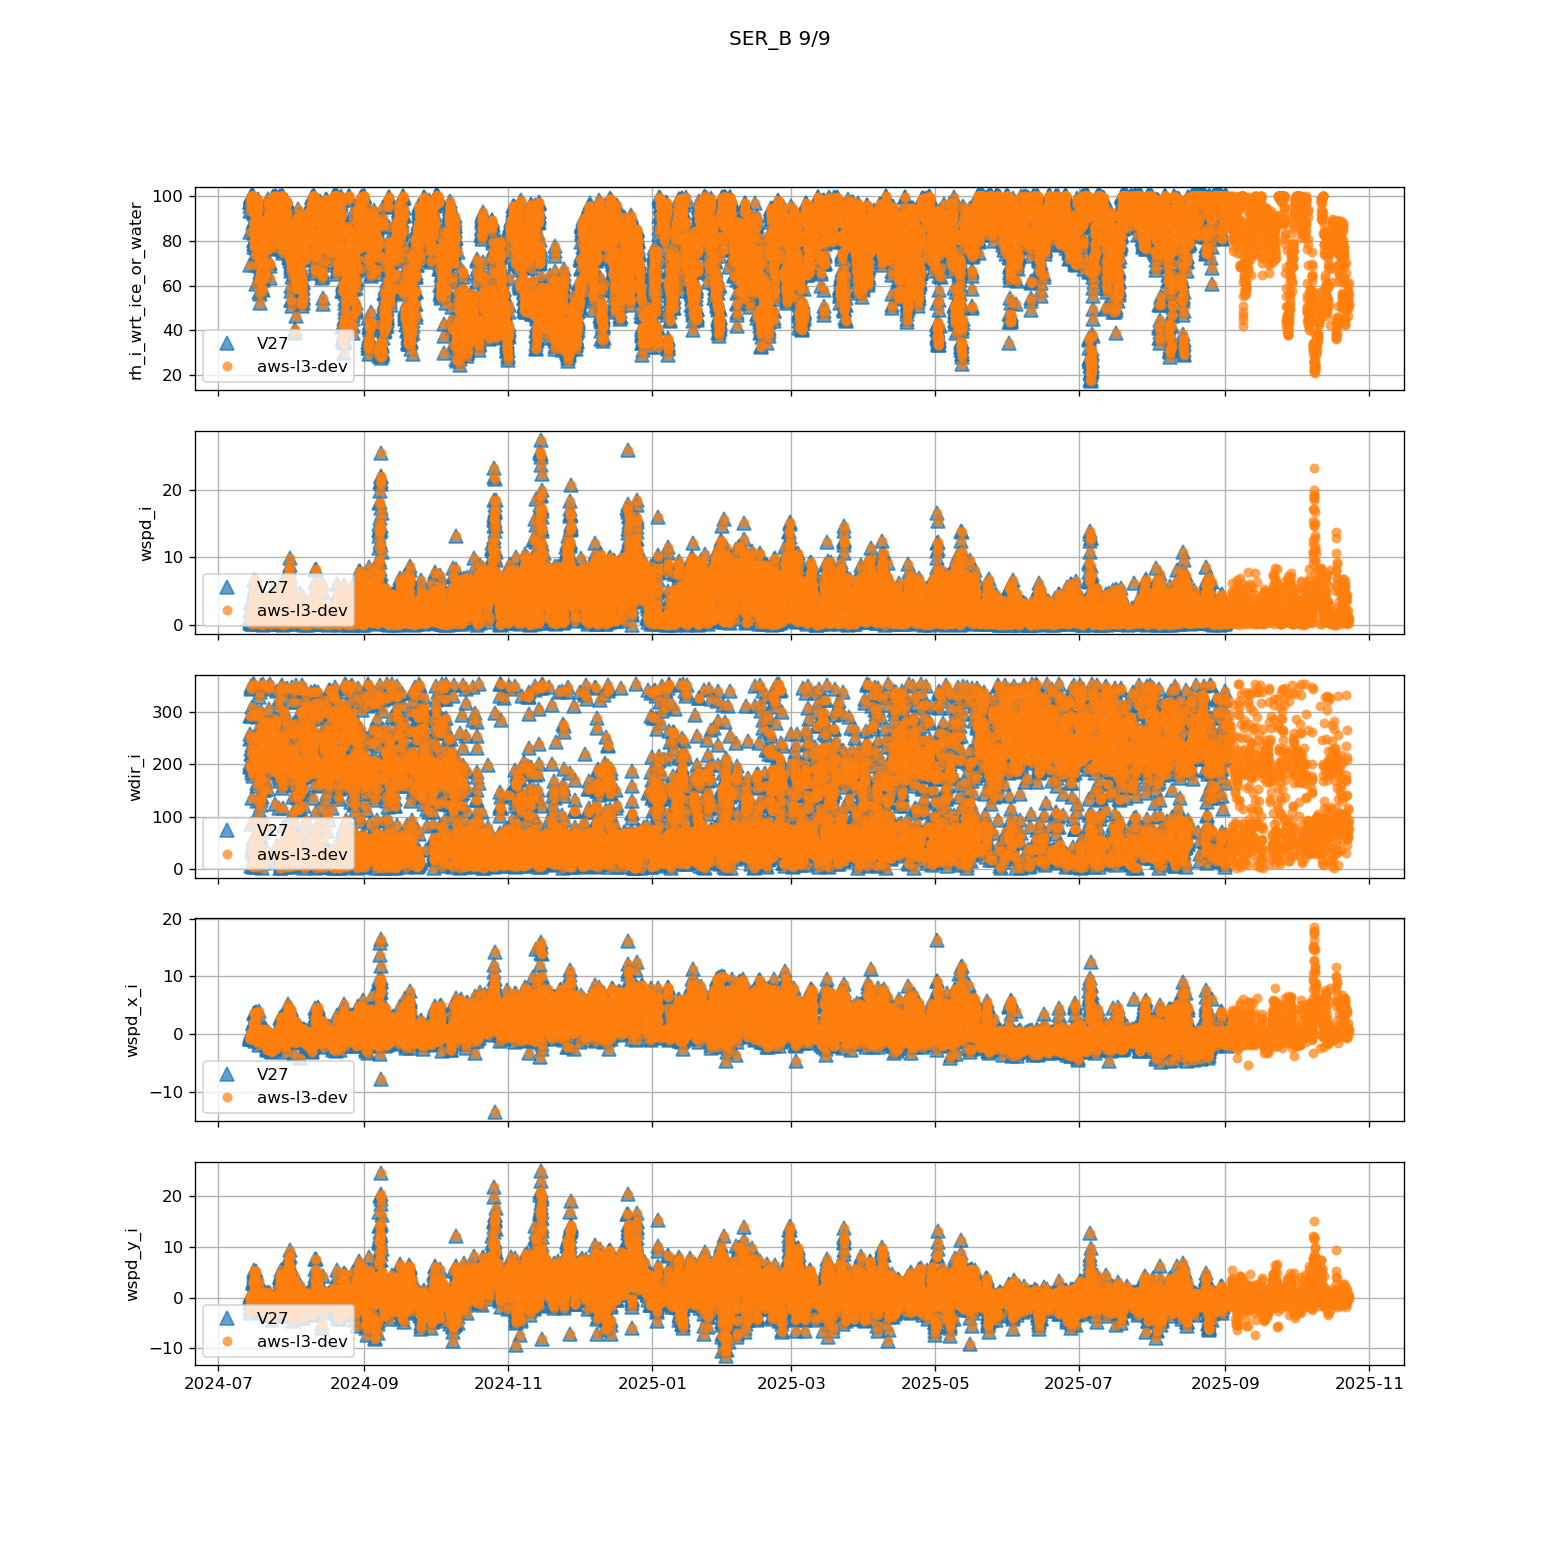 SER_B 9/9
rh_i_wrt_ice_or_water
100
80
60
40
20
V27
aws-l3-dev
wspd_i
20
10
0
V27
aws-l3-dev
wdir_i
300
200
100
0
V27
aws-l3-dev
wspd_x_i
20
10
0
−10
V27
aws-l3-dev
wspd_y_i
20
10
0
−10
V27
aws-l3-dev
2024-07 2024-09 2024-11 2025-01 2025-03 2025-05 2025-07 2025-09 2025-11